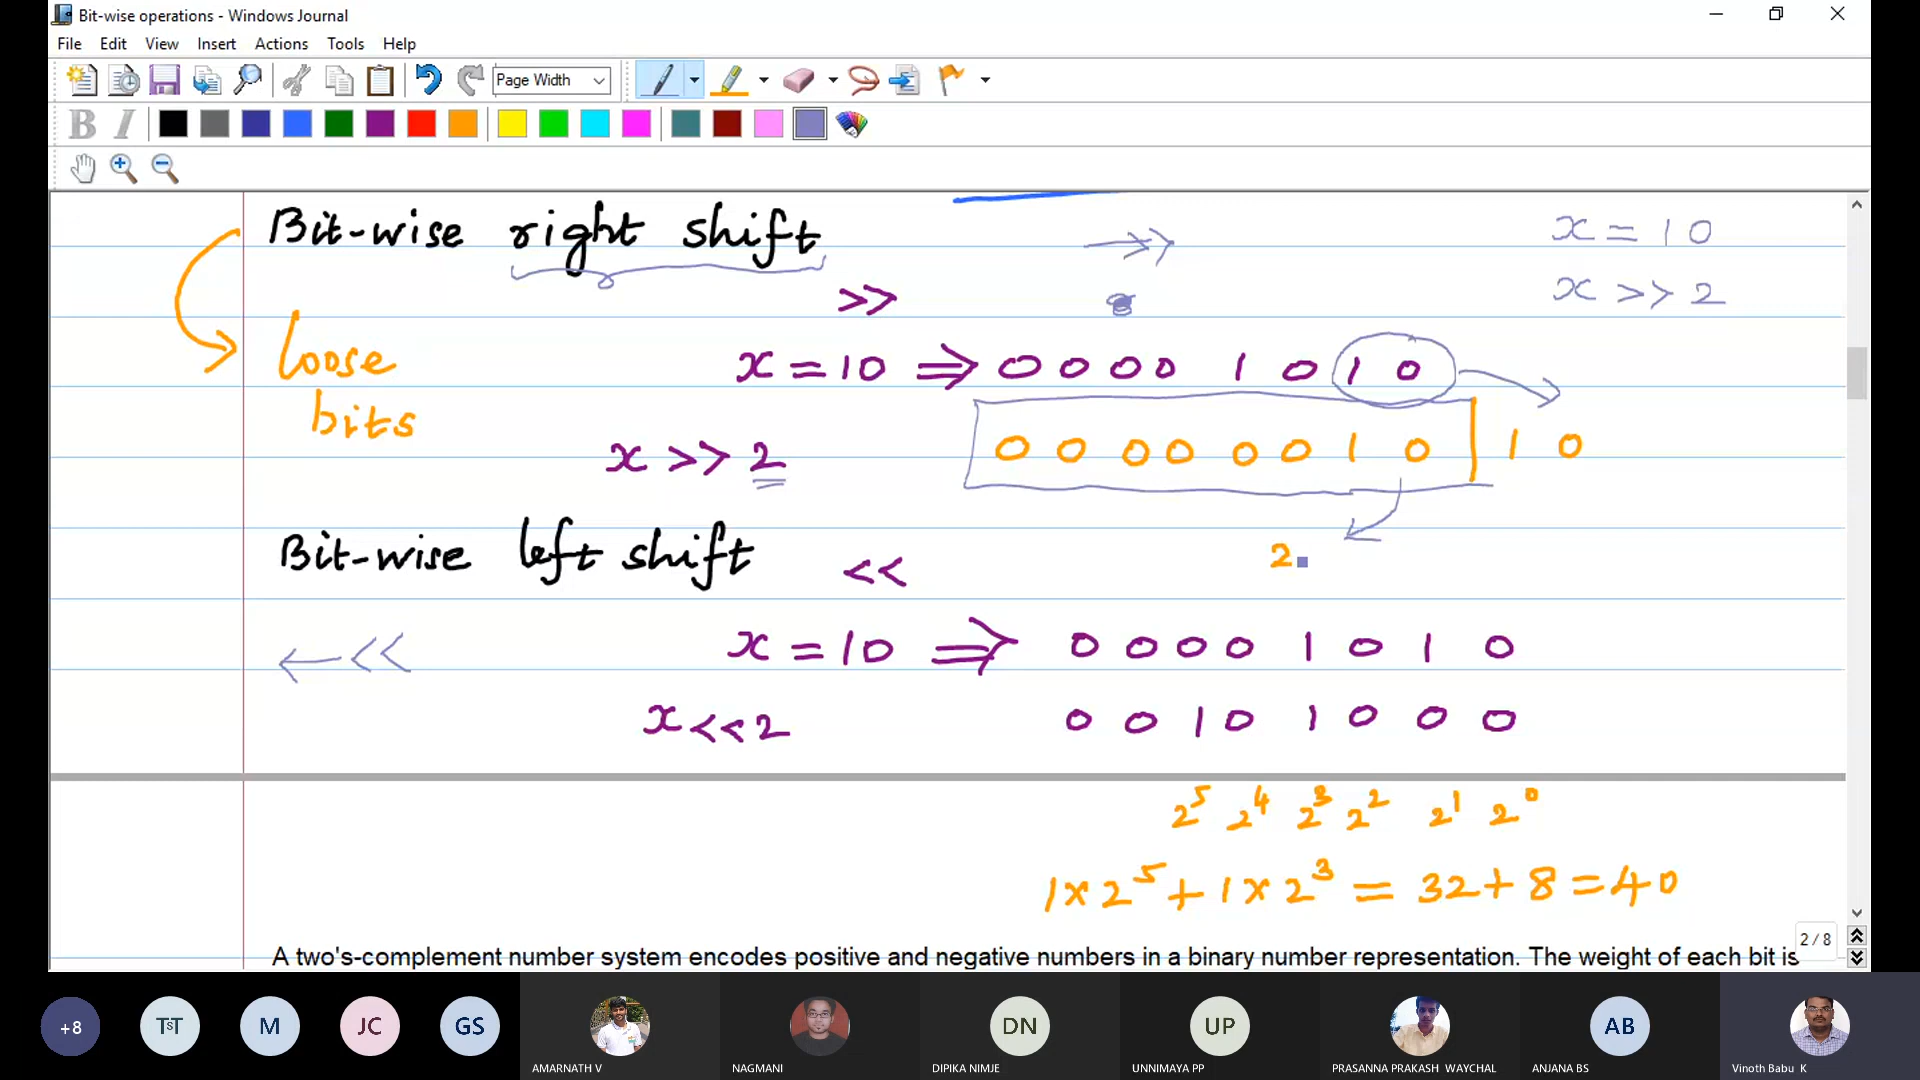 Bit-wise operations - Windows Journal
File Edit View Insert Actions Tools Help
Page Width
B I
Bit-wise right shift
x = 10
>>
x >> 2
loose
bits
x = 10 ⇒ 0 0 0 0 1 0 1 0
x >> 2
0 0 0 0 0 0 1 0 | 1 0
Bit-wise left shift <<
2
← <<
x = 10 ⇒ 0 0 0 0 1 0 1 0
x << 2
0 0 1 0 1 0 0 0
2⁵ 2⁴ 2³ 2² 2¹ 2⁰
1 x 2⁵ + 1 x 2³ = 32 + 8 = 40
2 / 8
A two's-complement number system encodes positive and negative numbers in a binary number representation. The weight of each bit is
+8 TsT M JC GS DN UP AB
AMARNATH V NAGMANI DIPIKA NIMJE UNNIMAYA PP PRASANNA PRAKASH WAYCHAL ANJANA BS Vinoth Babu K